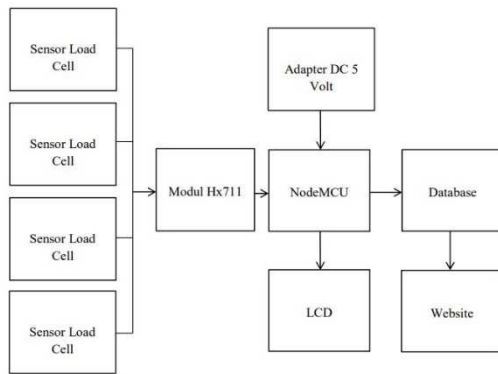 Sensor Load
Cell
Sensor Load
Cell
Sensor Load
Cell
Sensor Load
Cell
Modul Hx711
Adapter DC 5
Volt
NodeMCU
LCD
Database
Website